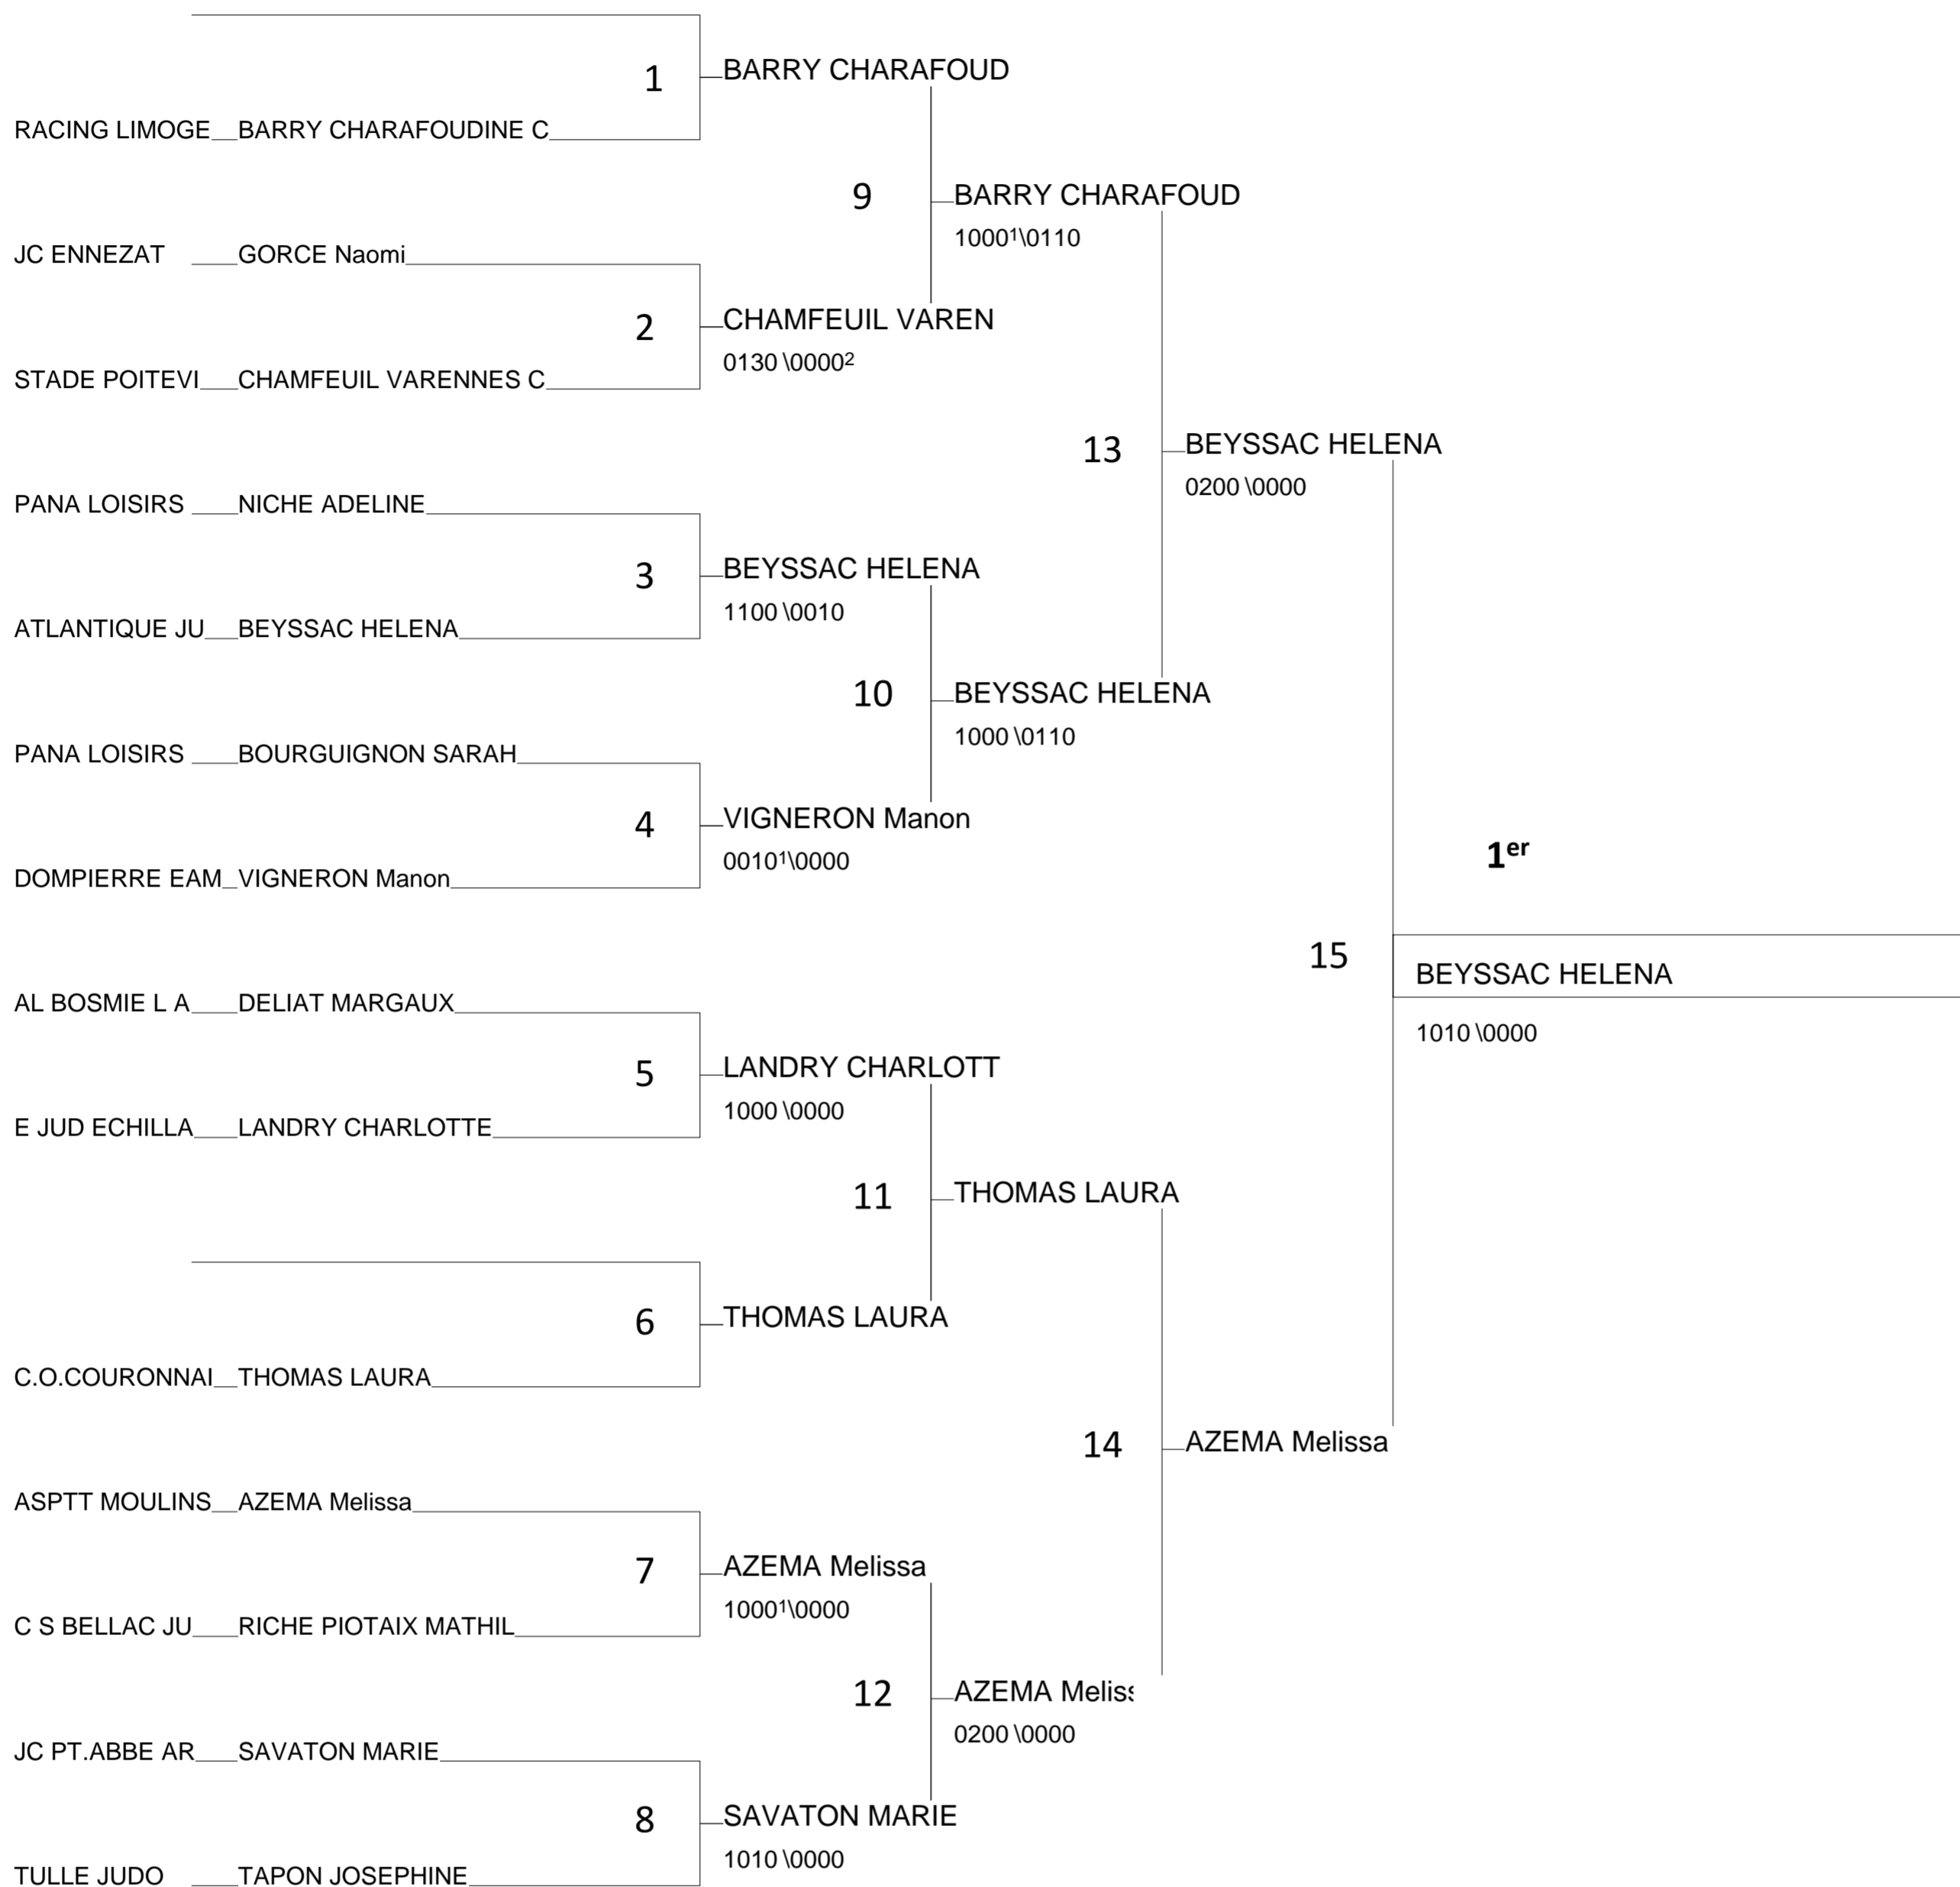 1 BARRY CHARAFOUD
RACING LIMOGE BARRY CHARAFOUDINE C
9 BARRY CHARAFOUD
1000¹\0110
JC ENNEZAT GORCE Naomi
2 CHAMFEUIL VAREN
0130 \0000²
STADE POITEVI CHAMFEUIL VARENNES C
13 BEYSSAC HELENA
0200 \0000
PANA LOISIRS NICHE ADELINE
3 BEYSSAC HELENA
1100 \0010
ATLANTIQUE JU BEYSSAC HELENA
10 BEYSSAC HELENA
1000 \0110
PANA LOISIRS BOURGUIGNON SARAH
4 VIGNERON Manon
0010¹\0000
DOMPIERRE EAM VIGNERON Manon
1er
15 BEYSSAC HELENA
1010 \0000
AL BOSMIE L A DELIAT MARGAUX
5 LANDRY CHARLOTT
1000 \0000
E JUD ECHILLA LANDRY CHARLOTTE
11 THOMAS LAURA
6 THOMAS LAURA
C.O.COURONNAI THOMAS LAURA
14 AZEMA Melissa
ASPTT MOULINS AZEMA Melissa
7 AZEMA Melissa
1000¹\0000
C S BELLAC JU RICHE PIOTAIX MATHIL
12 AZEMA Meliss
0200 \0000
JC PT.ABBE AR SAVATON MARIE
8 SAVATON MARIE
1010 \0000
TULLE JUDO TAPON JOSEPHINE